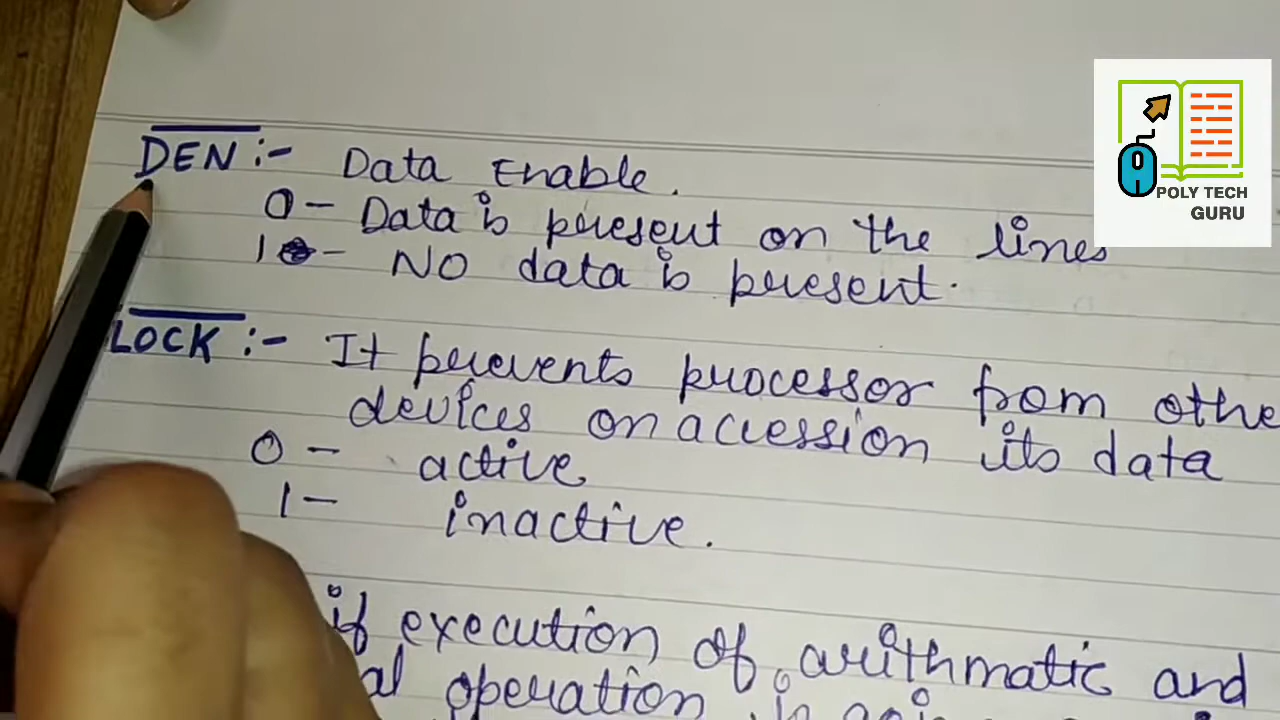 DEN :- Data Enable.
0 - Data is present on the lines
1 - No data is present.
LOCK :- It prevents processor from othe
devices on accession its data
0 - active
1 - inactive.
if execution of arithmatic and
al operation is
POLY TECH
GURU